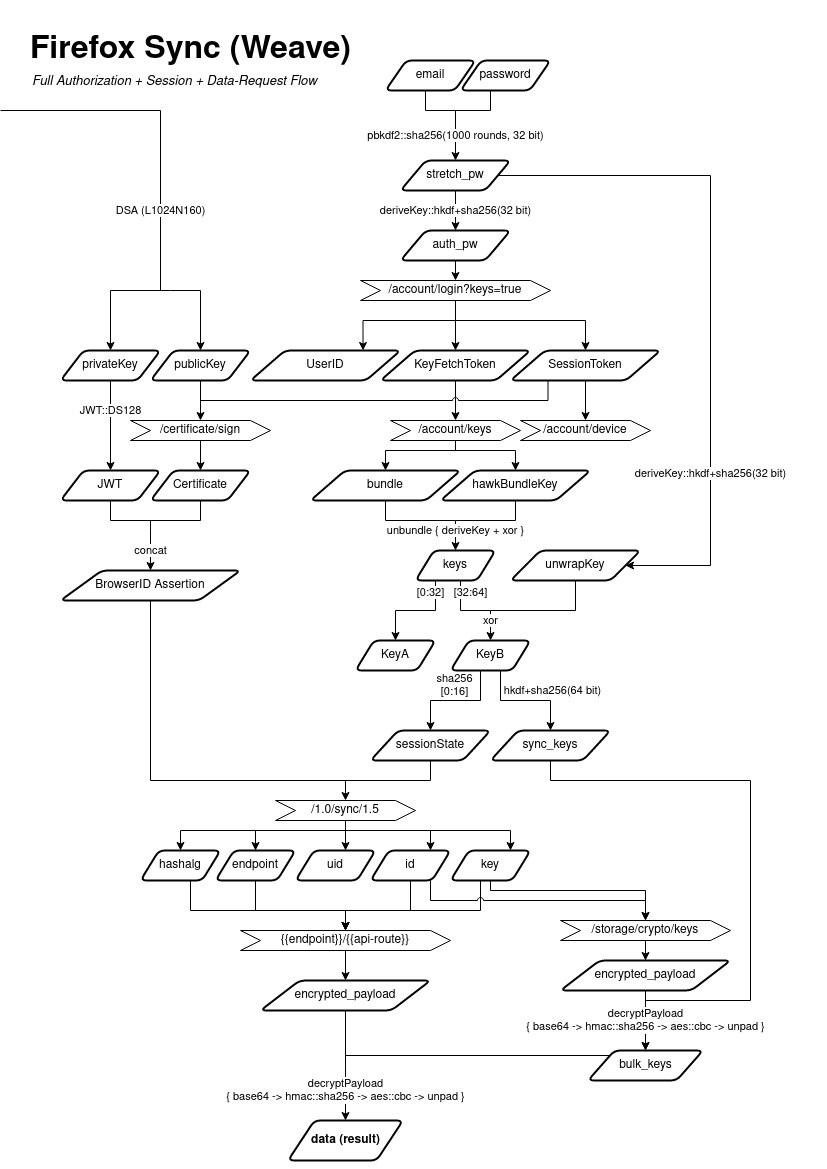 Firefox Sync (Weave)
Full Authorization + Session + Data-Request Flow
email
password
pbkdf2::sha256(1000 rounds, 32 bit)
stretch_pw
DSA (L1024N160)
deriveKey::hkdf+sha256(32 bit)
auth_pw
/account/login?keys=true
privateKey
publicKey
UserID
KeyFetchToken
SessionToken
JWT::DS128
/certificate/sign
/account/keys
/account/device
deriveKey::hkdf+sha256(32 bit)
JWT
Certificate
bundle
hawkBundleKey
unbundle { deriveKey + xor }
concat
keys
unwrapKey
BrowserID Assertion
[0:32]
[32:64]
xor
KeyA
KeyB
sha256
[0:16]
hkdf+sha256(64 bit)
sessionState
sync_keys
/1.0/sync/1.5
hashalg
endpoint
uid
id
key
/storage/crypto/keys
{{endpoint}}/{{api-route}}
encrypted_payload
encrypted_payload
decryptPayload
{ base64 -> hmac::sha256 -> aes::cbc -> unpad }
bulk_keys
decryptPayload
{ base64 -> hmac::sha256 -> aes::cbc -> unpad }
data (result)